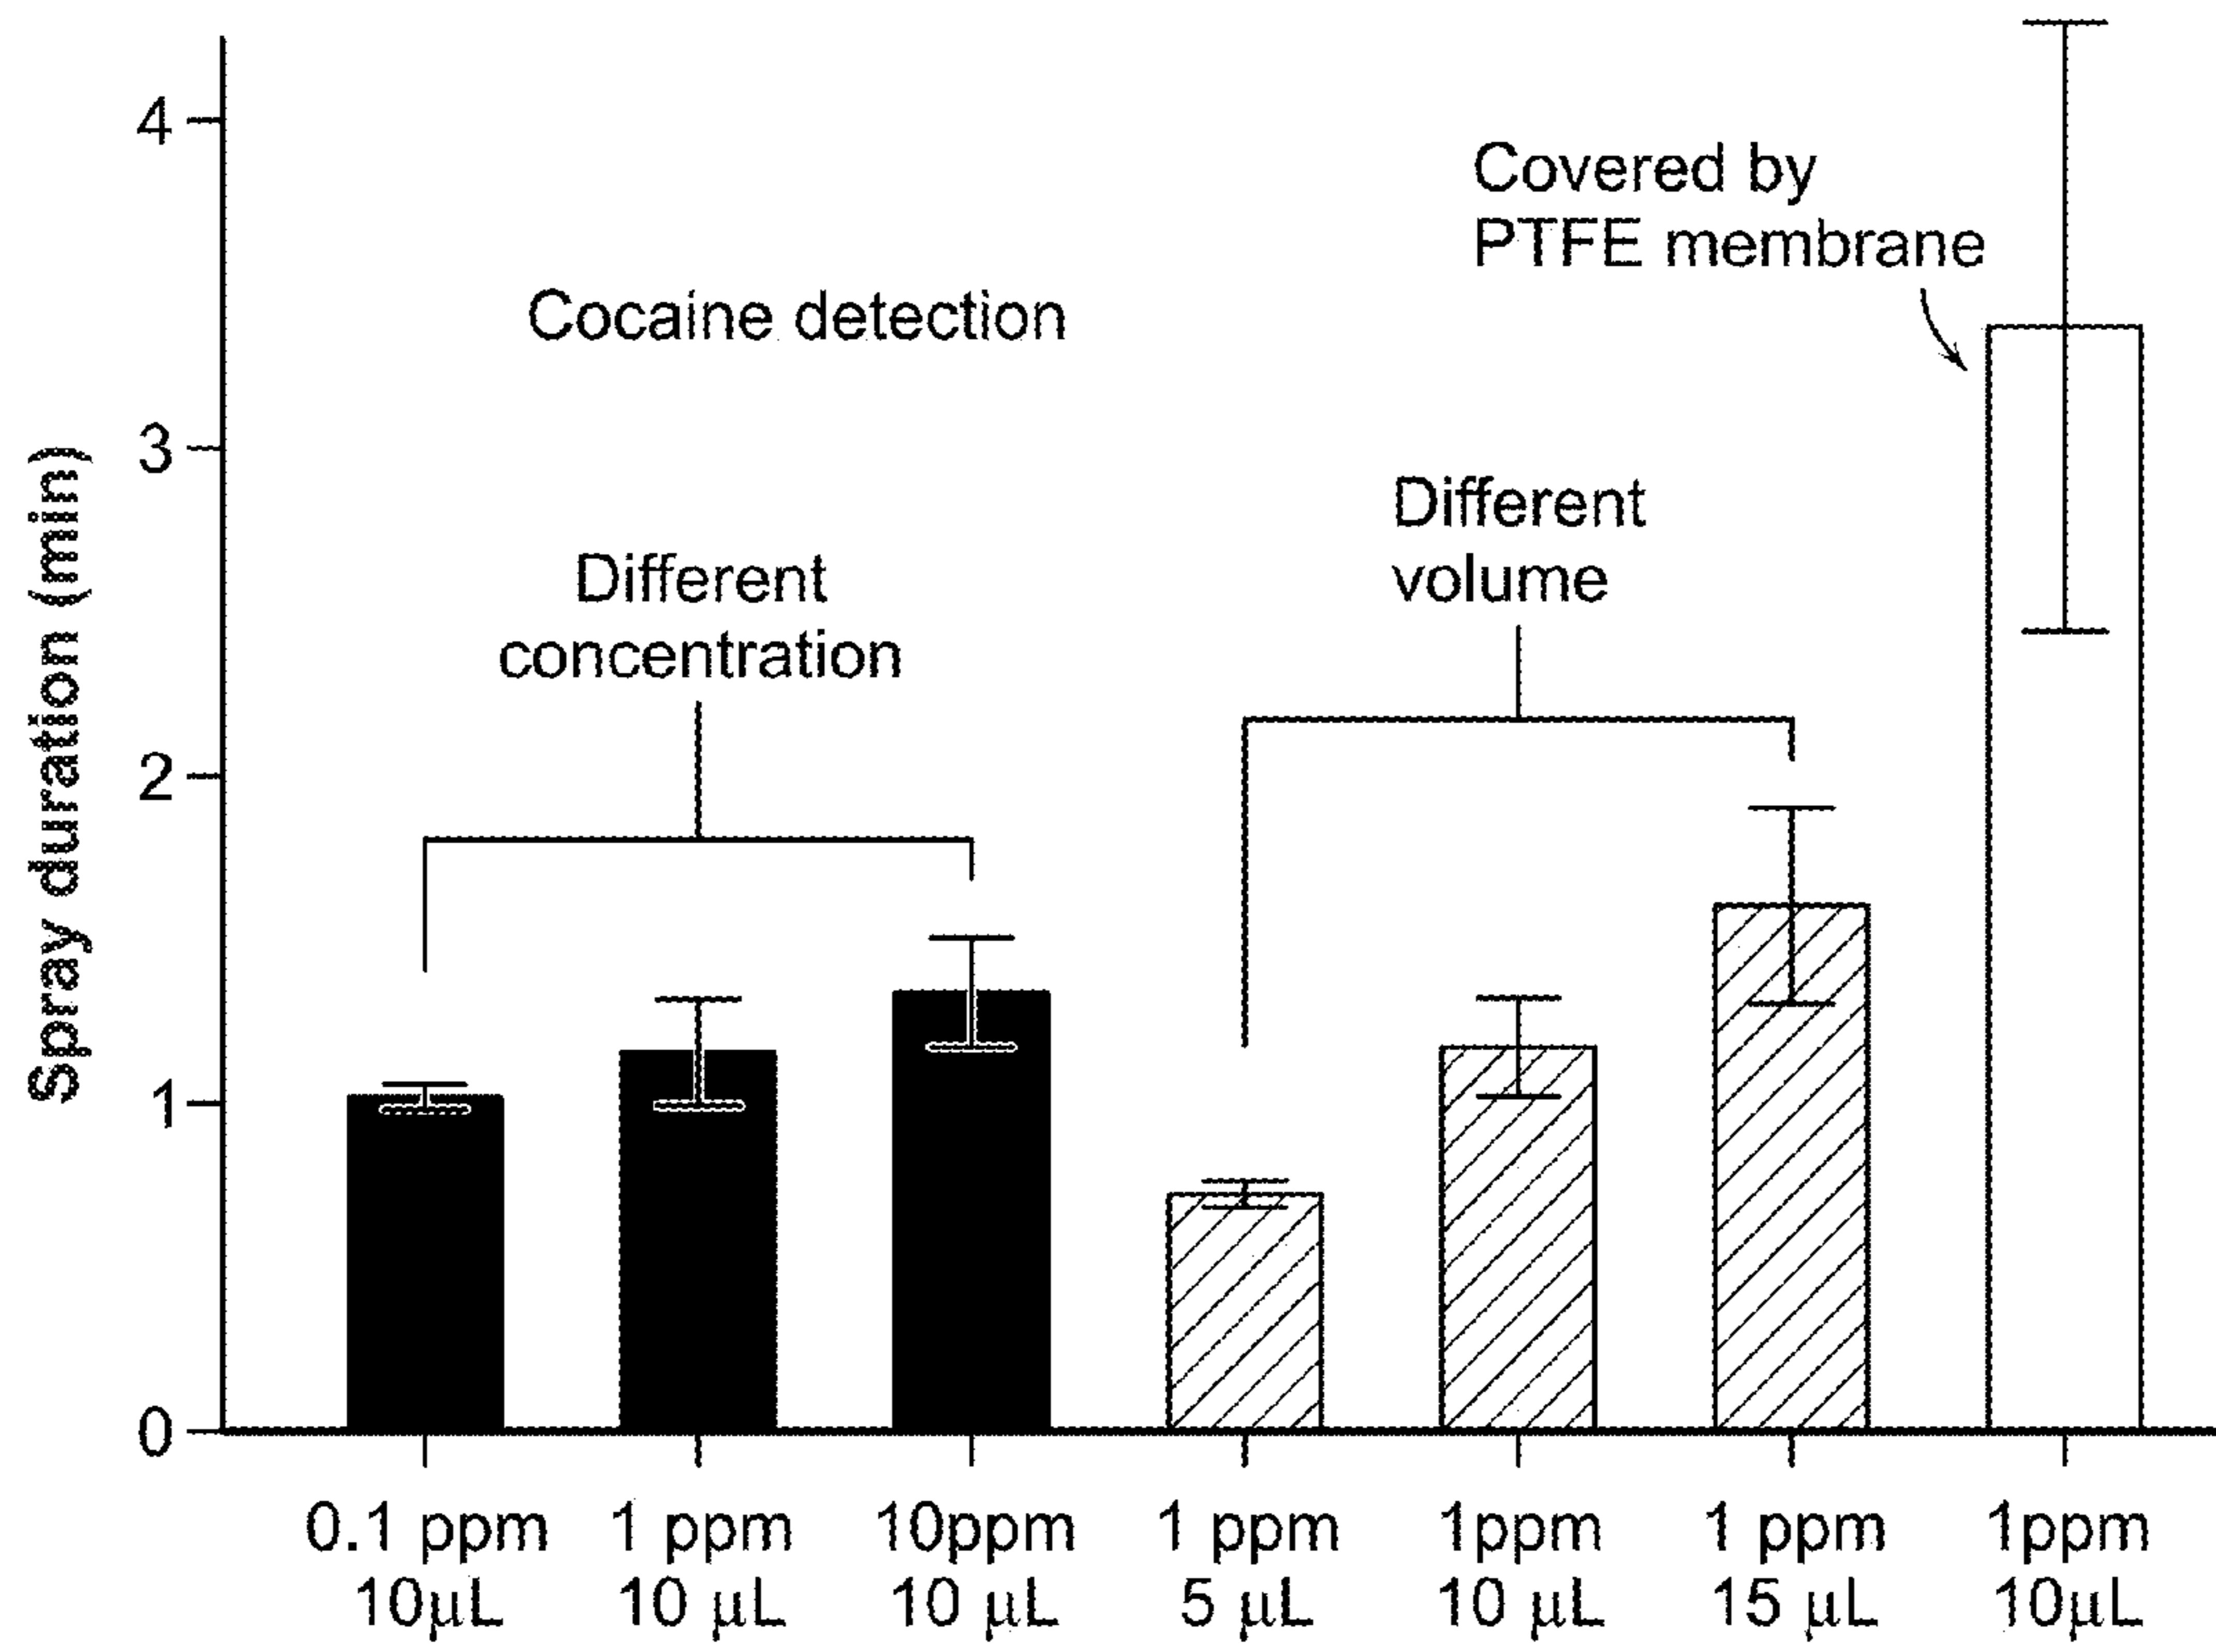 Spray duration (min)
4
3
2
1
0
Cocaine detection
Different
concentration
Different
volume
Covered by
PTFE membrane
0.1 ppm
10μL
1 ppm
10 μL
10ppm
10 μL
1 ppm
5 μL
1ppm
10 μL
1 ppm
15 μL
1ppm
10μL